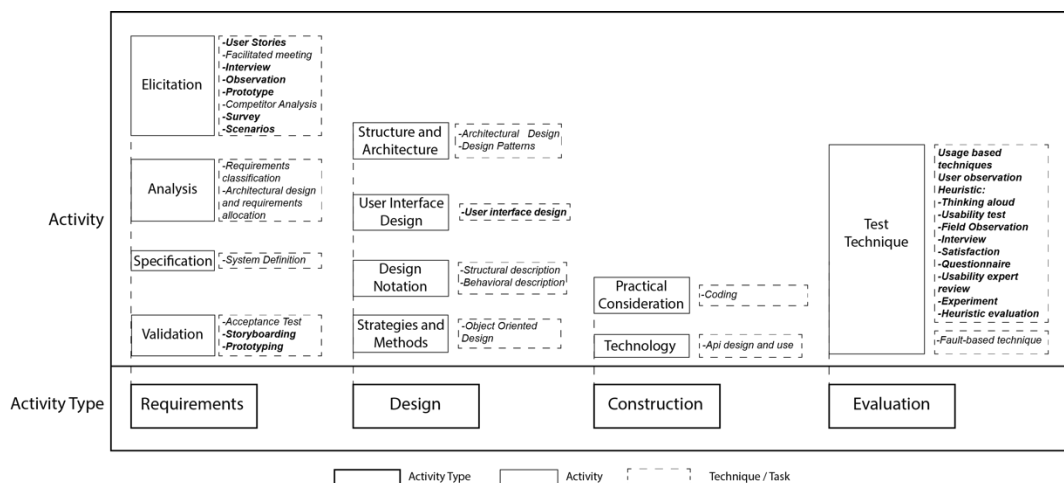 Activity
Elicitation
-User Stories
-Facilitated meeting
-Interview
-Observation
-Prototype
-Competitor Analysis
-Survey
-Scenarios
Analysis
-Requirements
classification
-Architectural design
and requirements
allocation
Specification
-System Definition
Validation
-Acceptance Test
-Storyboarding
-Prototyping
Structure and
Architecture
-Architectural Design
-Design Patterns
User Interface
Design
-User interface design
Design
Notation
-Structural description
-Behavioral description
Strategies and
Methods
-Object Oriented
Design
Practical
Consideration
-Coding
Technology
-Api design and use
Test
Technique
Usage based
techniques
User observation
Heuristic:
-Thinking aloud
-Usability test
-Field Observation
-Interview
-Satisfaction
-Questionnaire
-Usability expert
review
-Experiment
-Heuristic evaluation
-Fault-based technique
Activity Type
Requirements
Design
Construction
Evaluation
Activity Type
Activity
Technique / Task